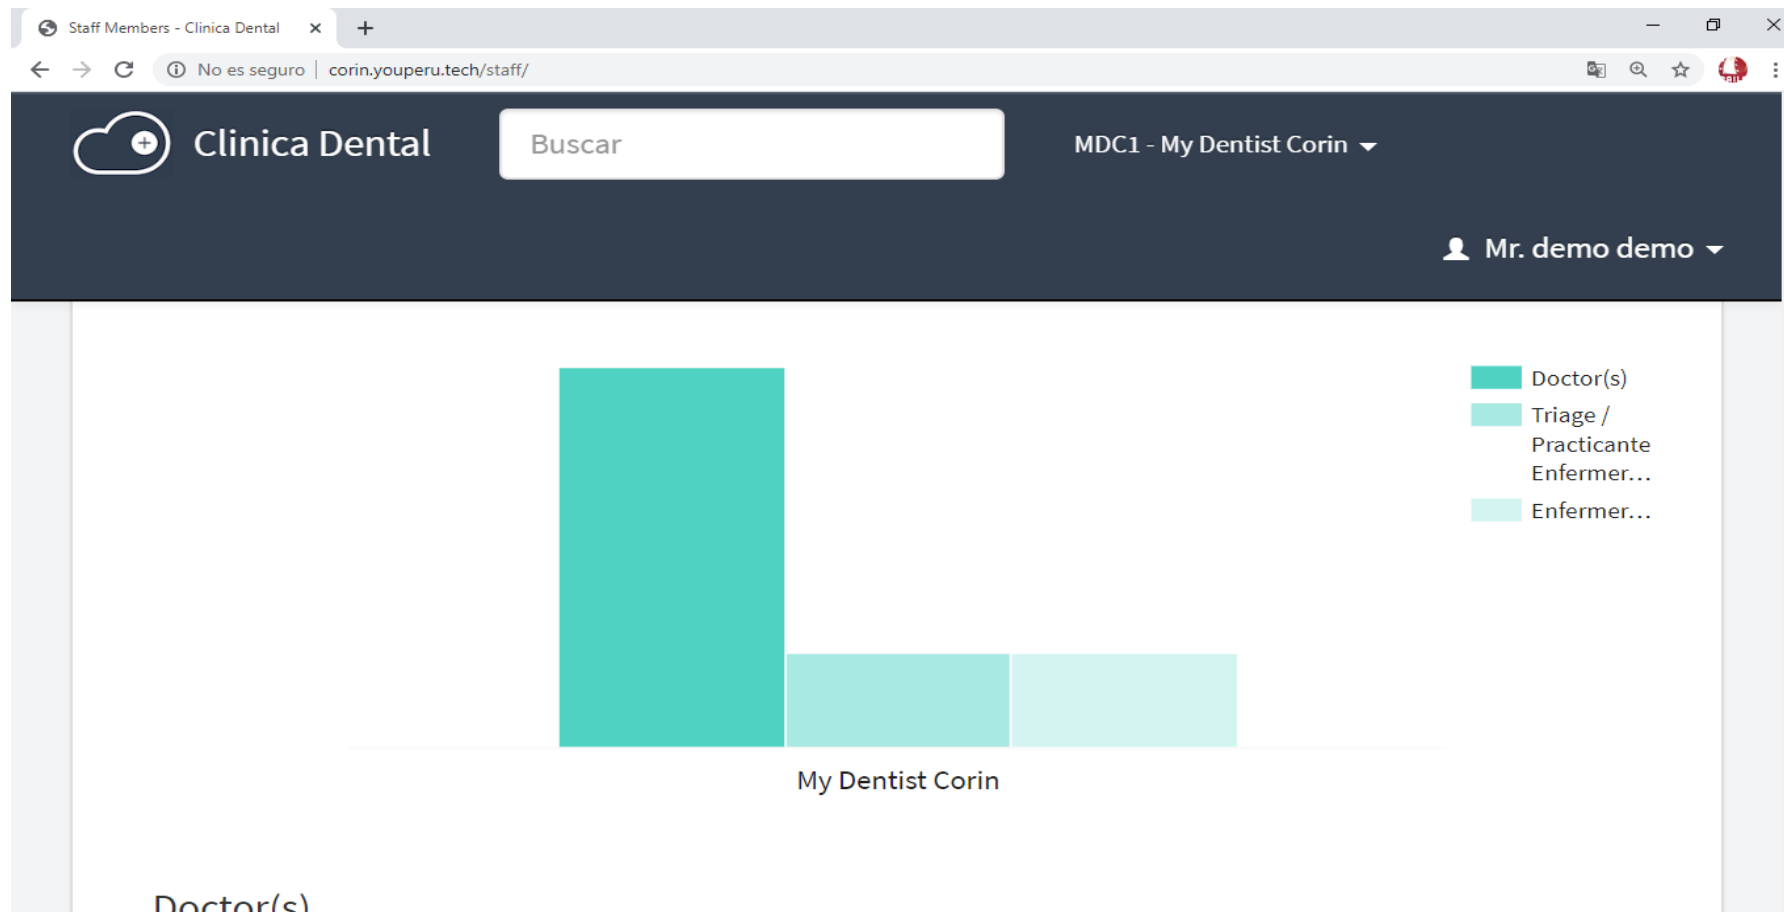 Staff Members - Clinica Dental
No es seguro | corin.youperu.tech/staff/
Clinica Dental
Buscar
MDC1 - My Dentist Corin
Mr. demo demo
Doctor(s)
Triage /
Practicante
Enfermer...
Enfermer...
My Dentist Corin
Doctor(s)